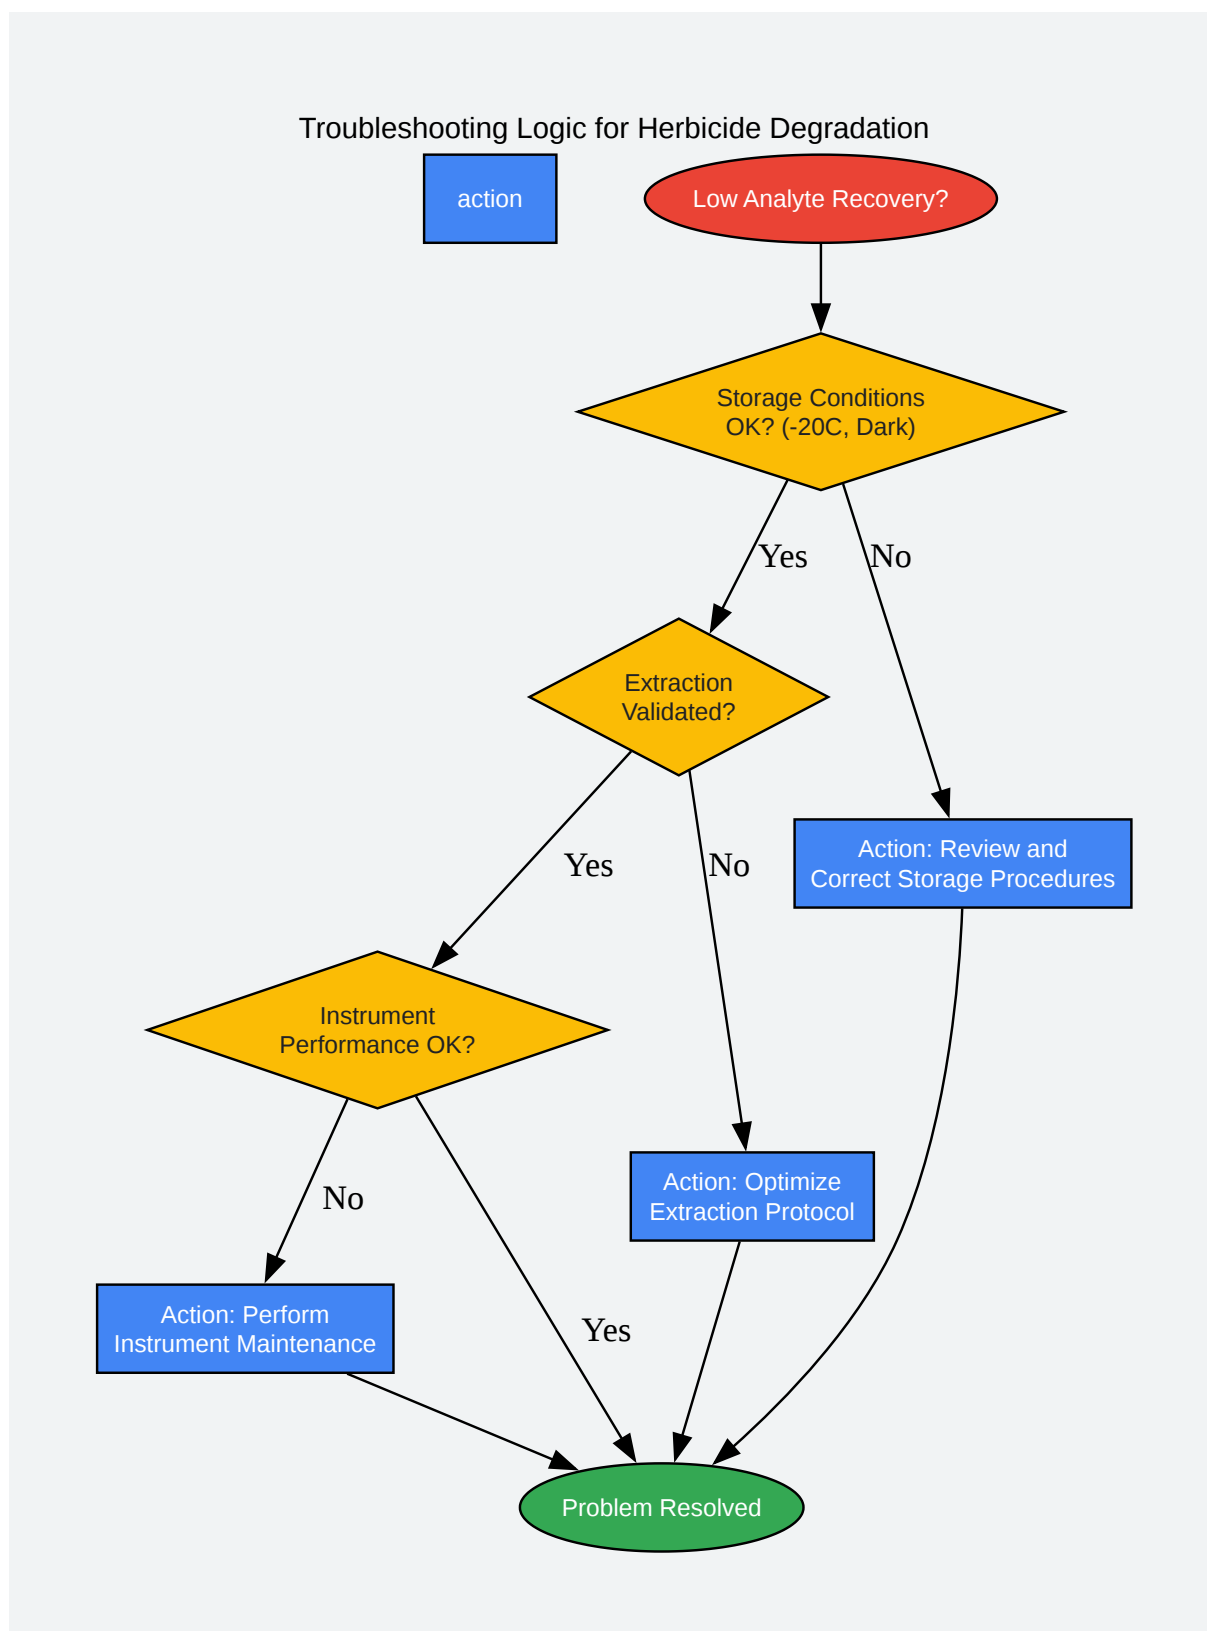 Troubleshooting Logic for Herbicide Degradation
action
Low Analyte Recovery?
Storage Conditions
OK? (-20C, Dark)
Yes
No
Extraction
Validated?
Yes
No
Action: Review and
Correct Storage Procedures
Instrument
Performance OK?
No
Yes
Action: Optimize
Extraction Protocol
Action: Perform
Instrument Maintenance
Problem Resolved